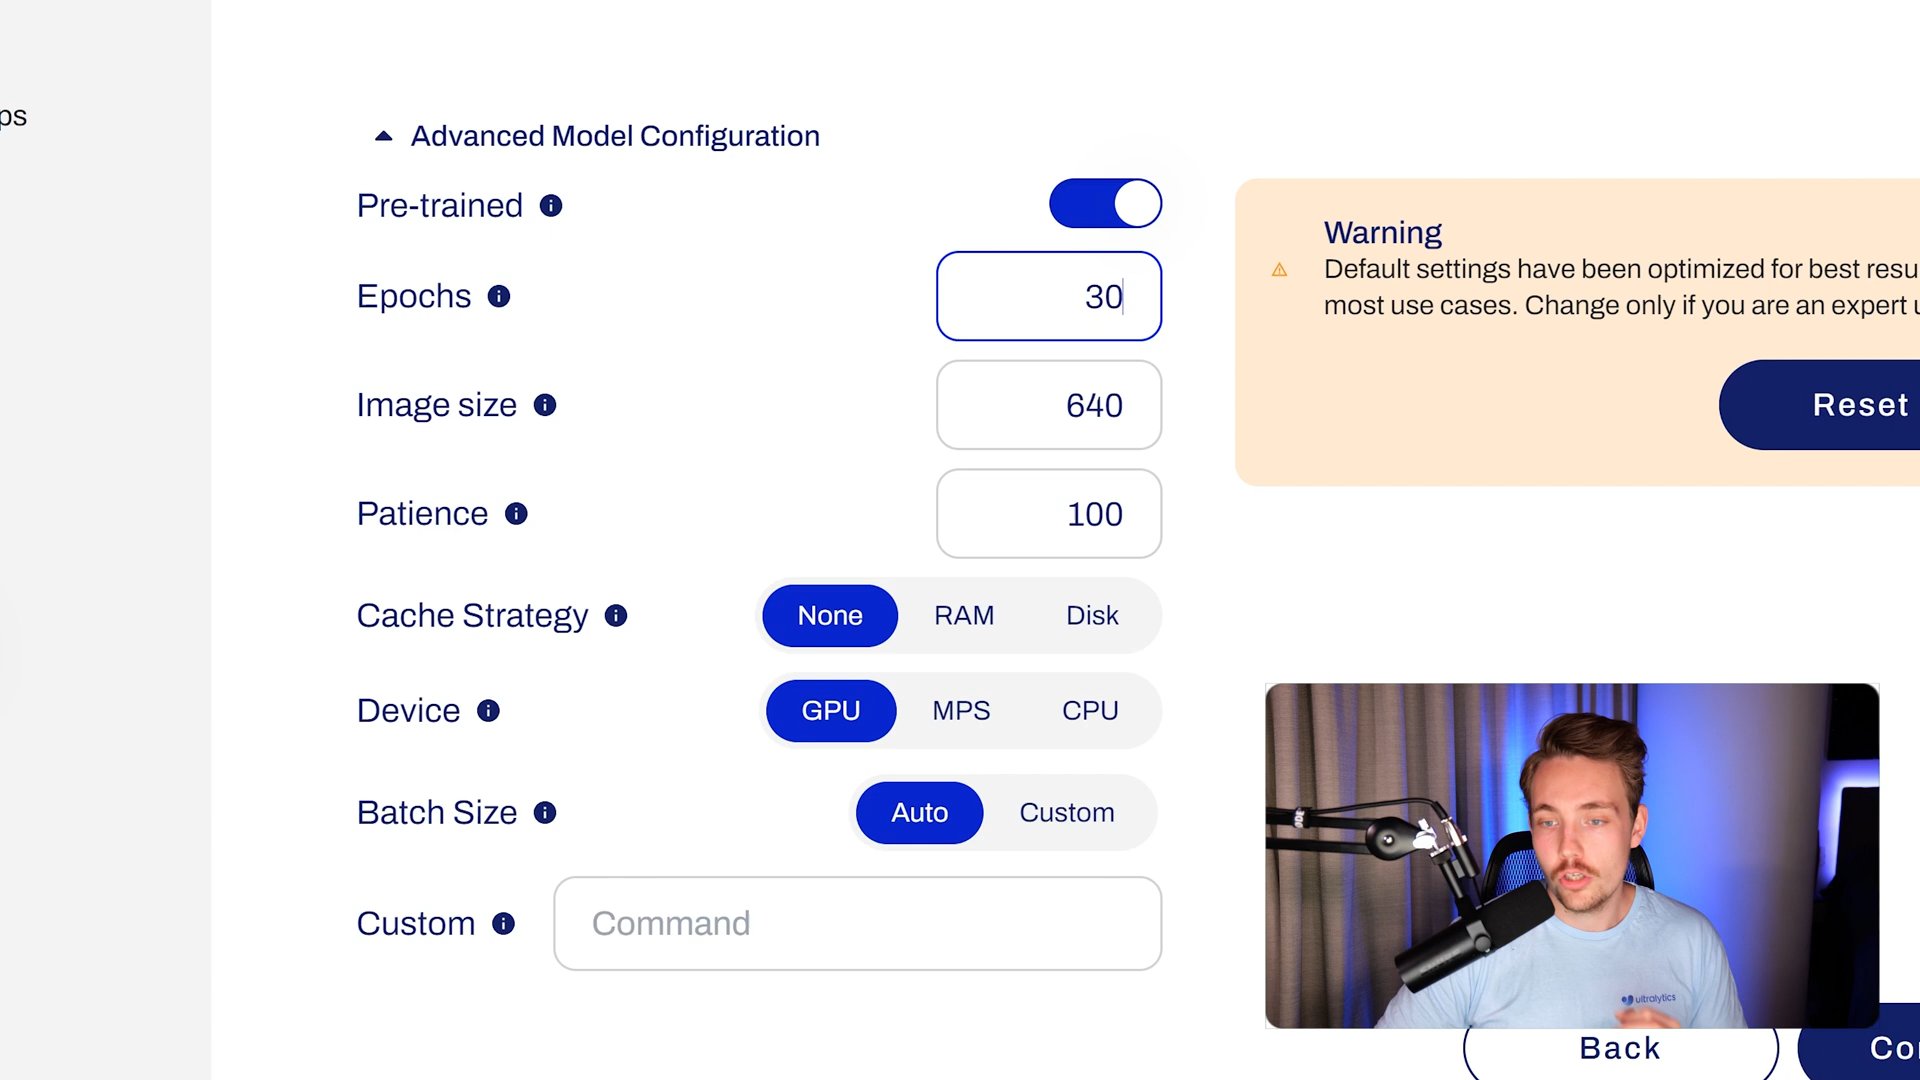 ps
Advanced Model Configuration
Pre-trained
Epochs
30
Image size
640
Patience
100
Cache Strategy
None
RAM
Disk
Device
GPU
MPS
CPU
Batch Size
Auto
Custom
Custom
Command
Warning
Default settings have been optimized for best resu
most use cases. Change only if you are an expert u
Reset
ultralytics
Back
Co